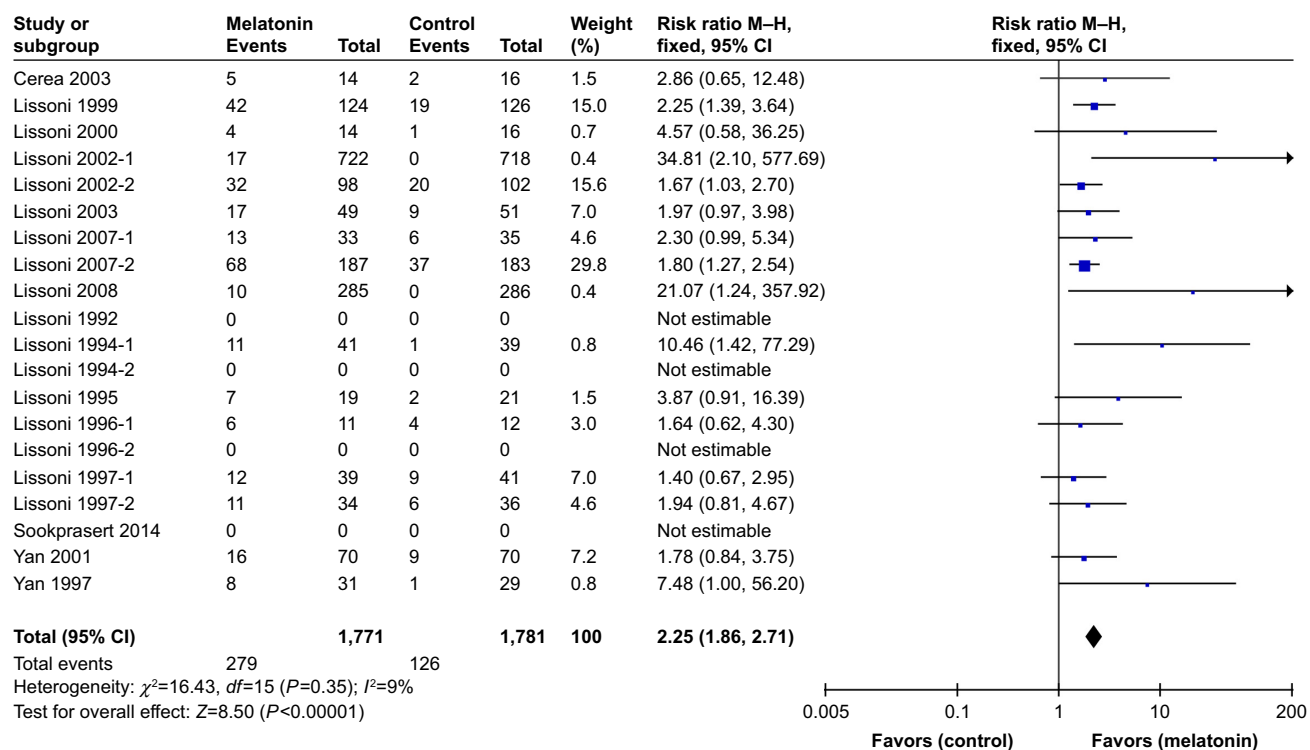 Study or subgroup Melatonin Events Total Control Events Total Weight (%) Risk ratio M–H, fixed, 95% CI Risk ratio M–H, fixed, 95% CI
Cerea 2003 5 14 2 16 1.5 2.86 (0.65, 12.48)
Lissoni 1999 42 124 19 126 15.0 2.25 (1.39, 3.64)
Lissoni 2000 4 14 1 16 0.7 4.57 (0.58, 36.25)
Lissoni 2002-1 17 722 0 718 0.4 34.81 (2.10, 577.69)
Lissoni 2002-2 32 98 20 102 15.6 1.67 (1.03, 2.70)
Lissoni 2003 17 49 9 51 7.0 1.97 (0.97, 3.98)
Lissoni 2007-1 13 33 6 35 4.6 2.30 (0.99, 5.34)
Lissoni 2007-2 68 187 37 183 29.8 1.80 (1.27, 2.54)
Lissoni 2008 10 285 0 286 0.4 21.07 (1.24, 357.92)
Lissoni 1992 0 0 0 0 Not estimable
Lissoni 1994-1 11 41 1 39 0.8 10.46 (1.42, 77.29)
Lissoni 1994-2 0 0 0 0 Not estimable
Lissoni 1995 7 19 2 21 1.5 3.87 (0.91, 16.39)
Lissoni 1996-1 6 11 4 12 3.0 1.64 (0.62, 4.30)
Lissoni 1996-2 0 0 0 0 Not estimable
Lissoni 1997-1 12 39 9 41 7.0 1.40 (0.67, 2.95)
Lissoni 1997-2 11 34 6 36 4.6 1.94 (0.81, 4.67)
Sookprasert 2014 0 0 0 0 Not estimable
Yan 2001 16 70 9 70 7.2 1.78 (0.84, 3.75)
Yan 1997 8 31 1 29 0.8 7.48 (1.00, 56.20)
Total (95% CI) 1,771 1,781 100 2.25 (1.86, 2.71)
Total events 279 126
Heterogeneity: χ²=16.43, df=15 (P=0.35); I²=9%
Test for overall effect: Z=8.50 (P<0.00001)
0.005 0.1 1 10 200
Favors (control) Favors (melatonin)